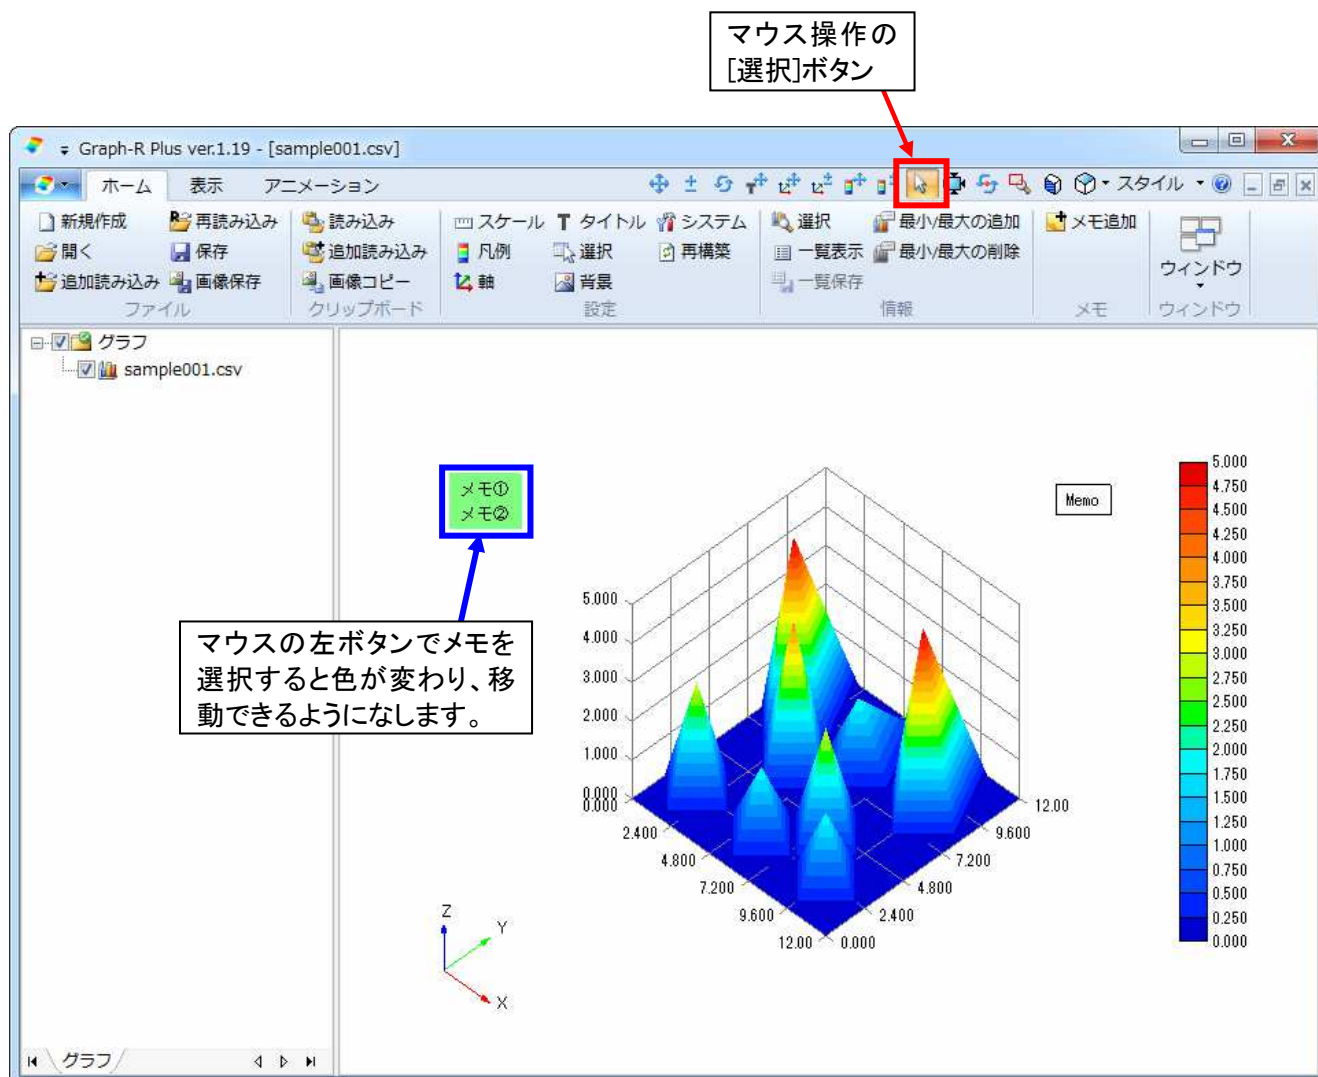 マウス操作の
[選択]ボタン
Graph-R Plus ver.1.19 - [sample001.csv]
ホーム 表示 アニメーション スタイル
新規作成 再読み込み 読み込み スケール タイトル システム 選択 最小/最大の追加 メモ追加
開く 保存 追加読み込み 凡例 選択 再構築 一覧表示 最小/最大の削除 ウィンドウ
追加読み込み 画像保存 画像コピー 軸 背景 一覧保存
ファイル クリップボード 設定 情報 メモ ウィンドウ
グラフ
sample001.csv
メモ①
メモ②
マウスの左ボタンでメモを
選択すると色が変わり、移
動できるようになします。
Memo
5.000
4.000
3.000
2.000
1.000
0.000
0.000
2.400
4.800
7.200
9.600
12.00
0.000
2.400
4.800
7.200
9.600
12.00
5.000
4.750
4.500
4.250
4.000
3.750
3.500
3.250
3.000
2.750
2.500
2.250
2.000
1.750
1.500
1.250
1.000
0.750
0.500
0.250
0.000
Z
Y
X
グラフ